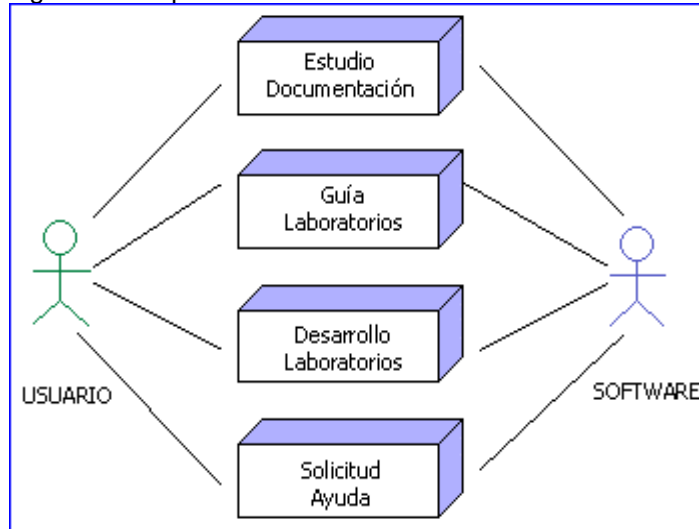 Estudio
Documentación
Guía
Laboratorios
Desarrollo
Laboratorios
USUARIO
SOFTWARE
Solicitud
Ayuda